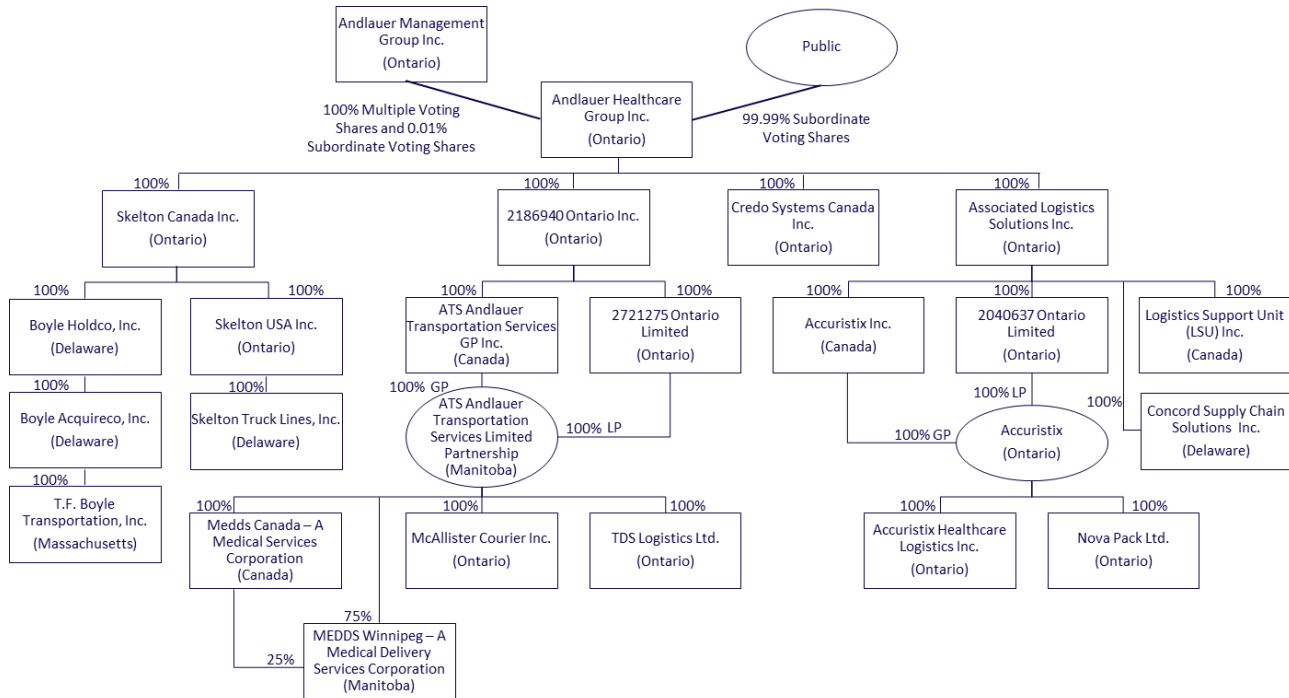 Andlauer Management
Group Inc.
(Ontario)
Public
100% Multiple Voting
Shares and 0.01%
Subordinate Voting Shares
Andlauer Healthcare
Group Inc.
(Ontario)
99.99% Subordinate
Voting Shares
100%
100%
100%
100%
Skelton Canada Inc.
(Ontario)
2186940 Ontario Inc.
(Ontario)
Credo Systems Canada
Inc.
(Ontario)
Associated Logistics
Solutions Inc.
(Ontario)
100%
100%
100%
100%
100%
100%
100%
Boyle Holdco, Inc.
(Delaware)
Skelton USA Inc.
(Ontario)
ATS Andlauer
Transportation Services
GP Inc.
(Canada)
2721275 Ontario
Limited
(Ontario)
Accuristix Inc.
(Canada)
2040637 Ontario
Limited
(Ontario)
Logistics Support Unit
(LSU) Inc.
(Canada)
100%
100%
100% GP
100% LP
100%
Boyle Acquireco, Inc.
(Delaware)
Skelton Truck Lines, Inc.
(Delaware)
ATS Andlauer
Transportation
Services Limited
Partnership
(Manitoba)
100% LP
100% GP
Accuristix
(Ontario)
Concord Supply Chain
Solutions Inc.
(Delaware)
100%
100%
100%
100%
100%
100%
T.F. Boyle
Transportation, Inc.
(Massachusetts)
Medds Canada – A
Medical Services
Corporation
(Canada)
McAllister Courier Inc.
(Ontario)
TDS Logistics Ltd.
(Ontario)
Accuristix Healthcare
Logistics Inc.
(Ontario)
Nova Pack Ltd.
(Ontario)
75%
25%
MEDDS Winnipeg – A
Medical Delivery
Services Corporation
(Manitoba)